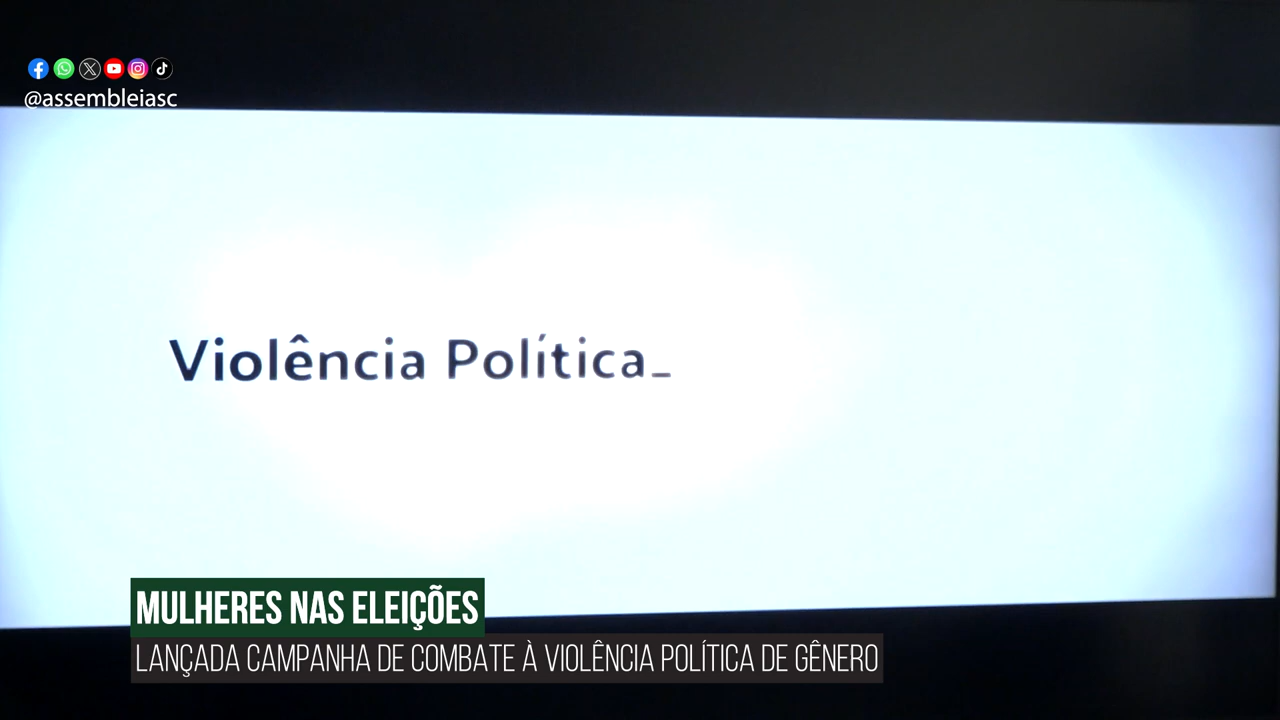 @assembleiasc
Violência Política_
MULHERES NAS ELEIÇÕES
LANÇADA CAMPANHA DE COMBATE À VIOLÊNCIA POLÍTICA DE GÊNERO